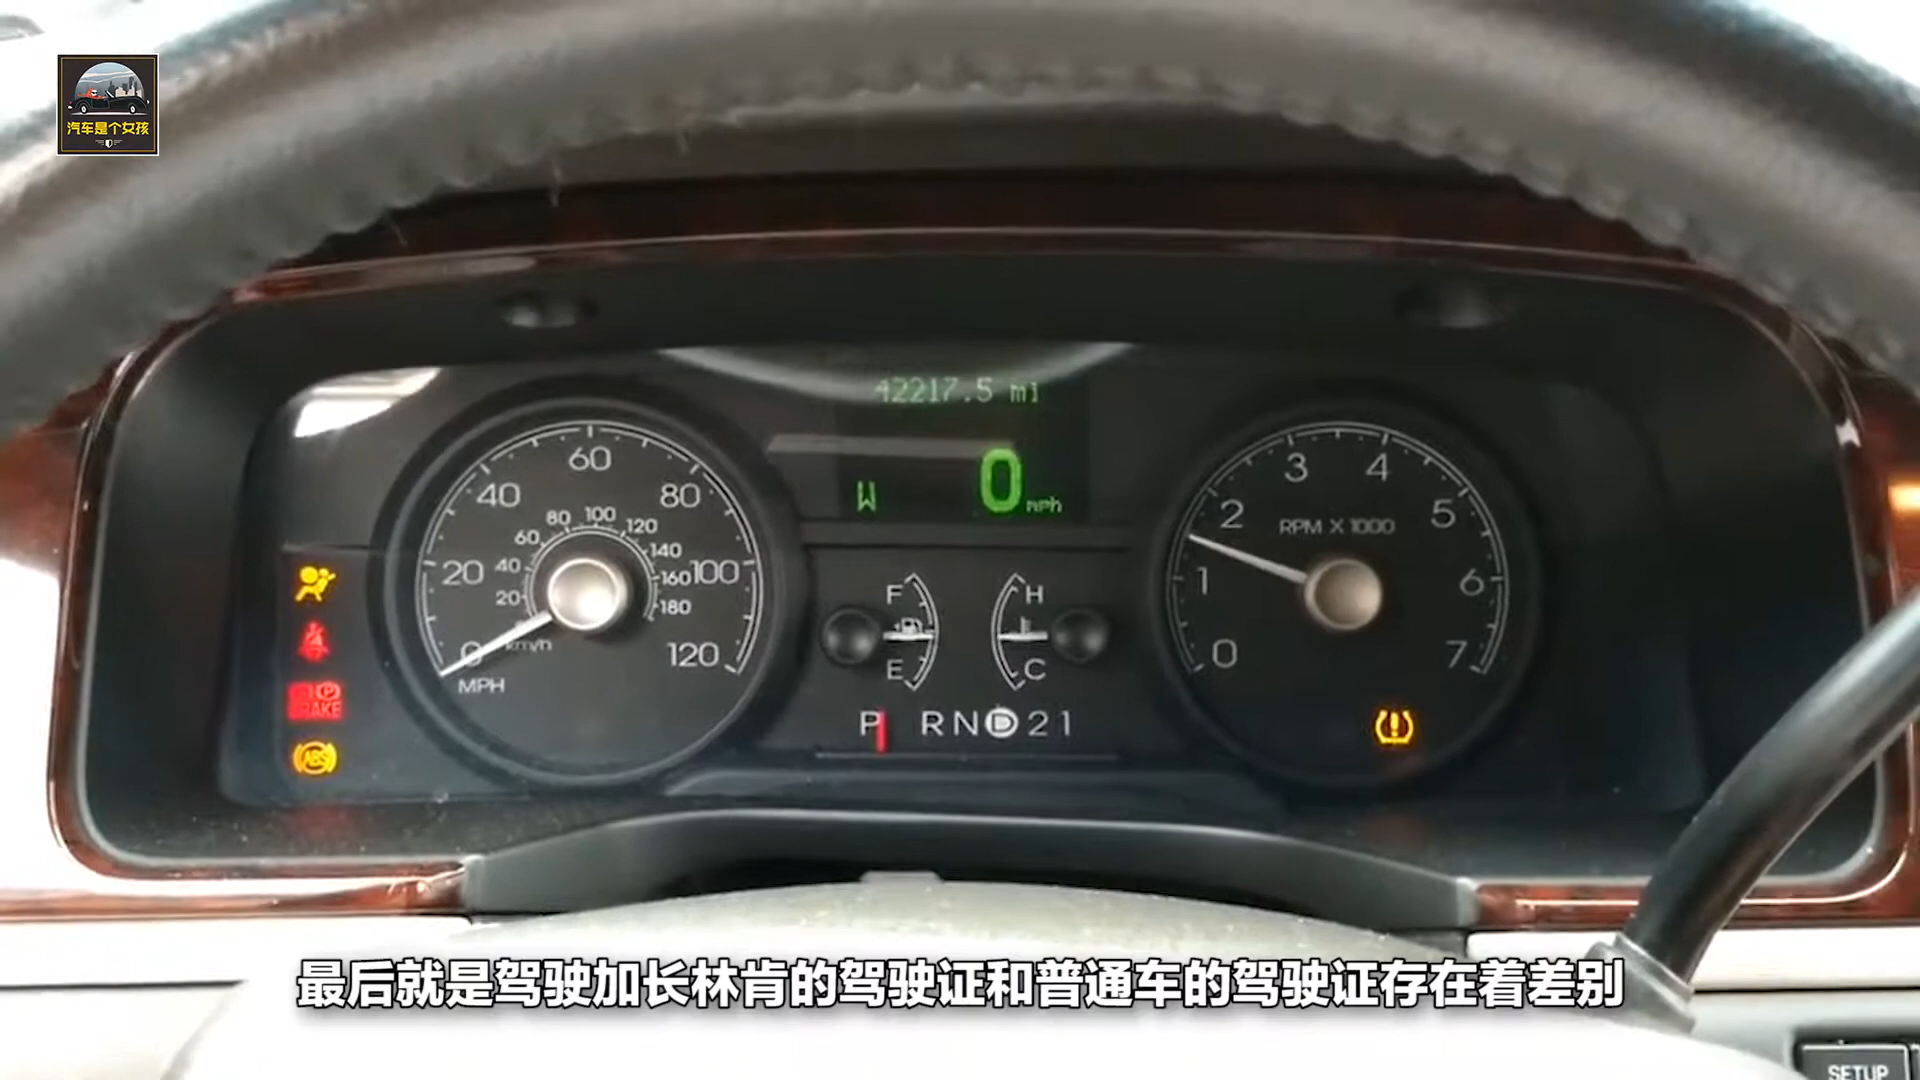 汽车是个女孩
42217.5 mi
W 0 mph
60
40 80
20 100
0 120
MPH
80 100 120
60 140
40 160
20 180
km/h
F
E
H
C
P R N D 2 1
3 4
2 5
RPM X 1000
1 6
0 7
BRAKE
ABS
最后就是驾驶加长林肯的驾驶证和普通车的驾驶证存在着差别
SETUP